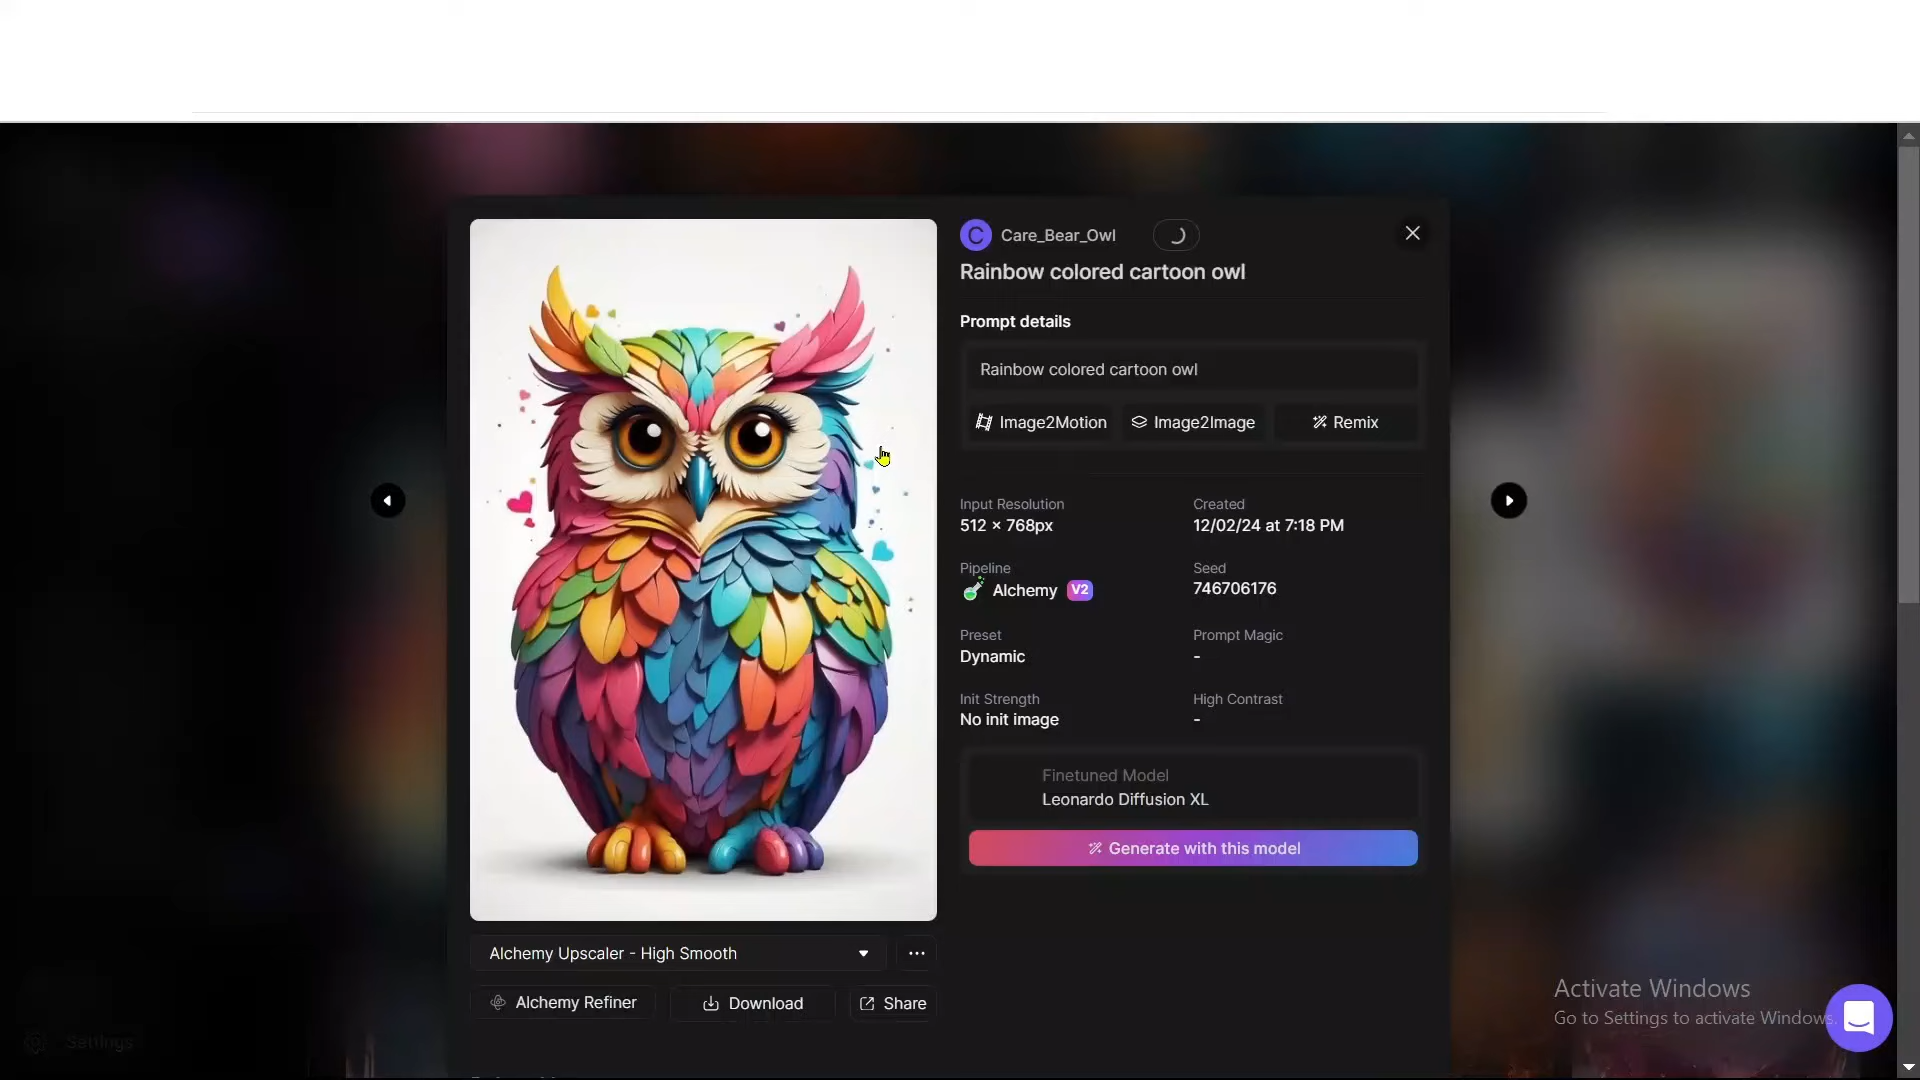 C Care_Bear_Owl
Rainbow colored cartoon owl
Prompt details
Rainbow colored cartoon owl
Image2Motion Image2Image Remix
Input Resolution Created
512 × 768px 12/02/24 at 7:18 PM
Pipeline Seed
Alchemy V2 746706176
Preset Prompt Magic
Dynamic -
Init Strength High Contrast
No init image -
Finetuned Model
Leonardo Diffusion XL
Generate with this model
Alchemy Upscaler - High Smooth
Alchemy Refiner Download Share
Activate Windows
Go to Settings to activate Windows.
Settings